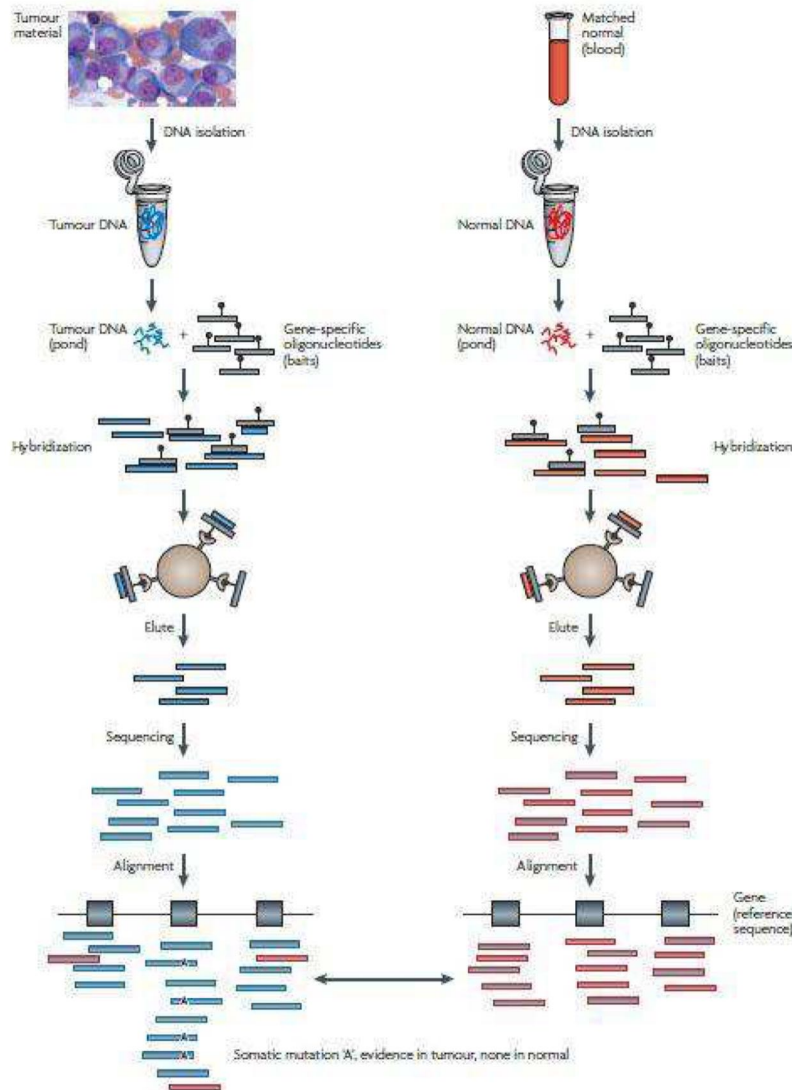 Tumour
material
Matched
normal
(blood)
DNA isolation
DNA isolation
Tumour DNA
Normal DNA
Tumour DNA
(pond)
+
Gene-specific
oligonucleotides
(baits)
Normal DNA
(pond)
+
Gene-specific
oligonucleotides
(baits)
Hybridization
Hybridization
Elute
Elute
Sequencing
Sequencing
Alignment
Alignment
Gene
(reference
sequence)
A
A
A
A
Somatic mutation 'A', evidence in tumour, none in normal